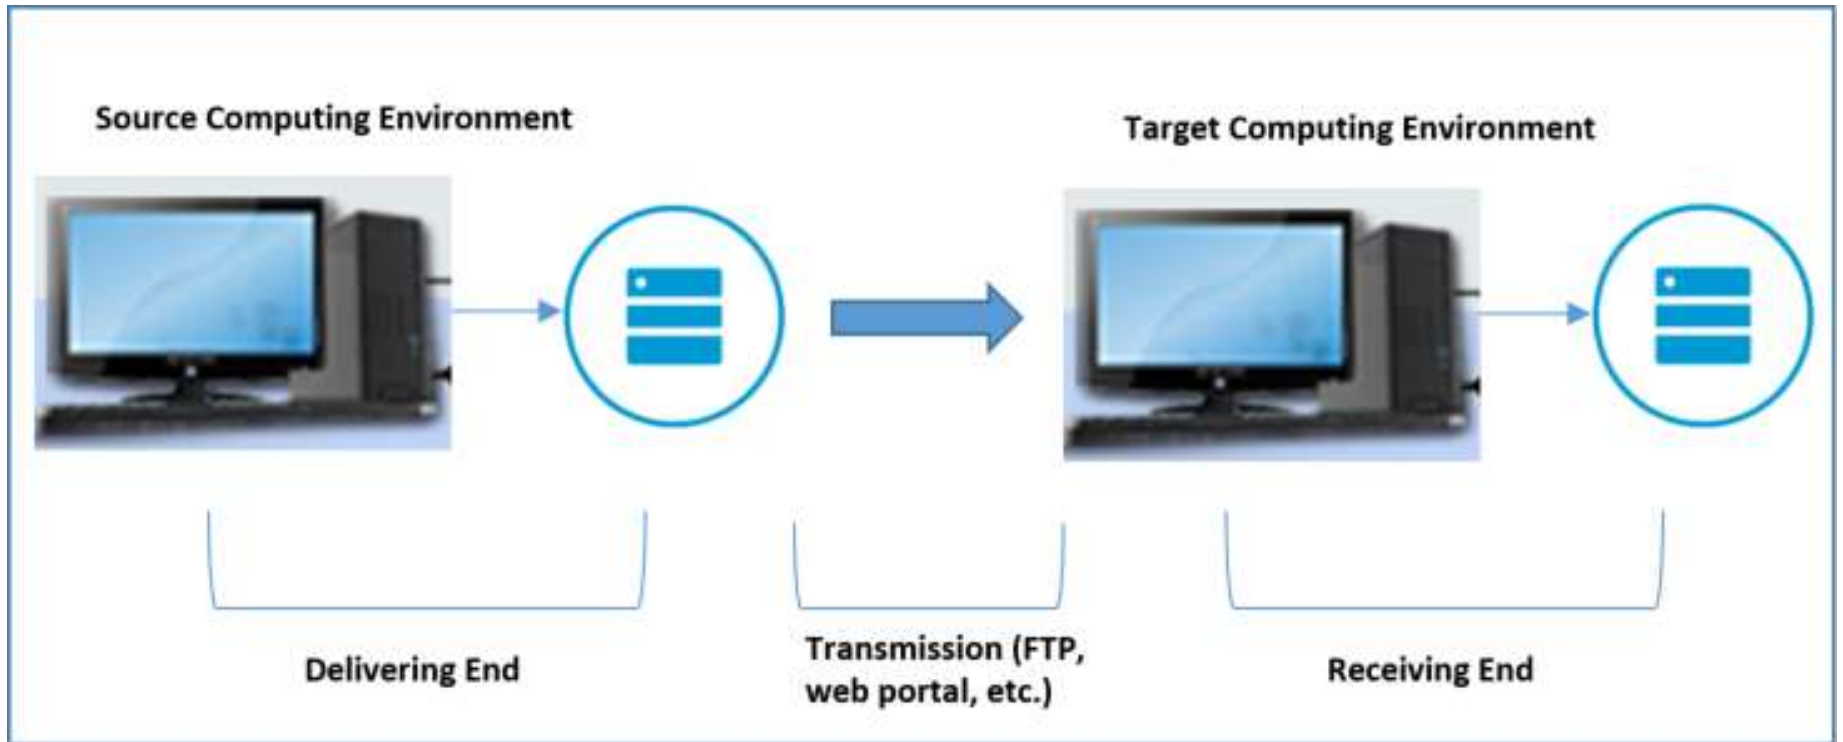 Source Computing Environment
Target Computing Environment
Delivering End
Transmission (FTP,
web portal, etc.)
Receiving End